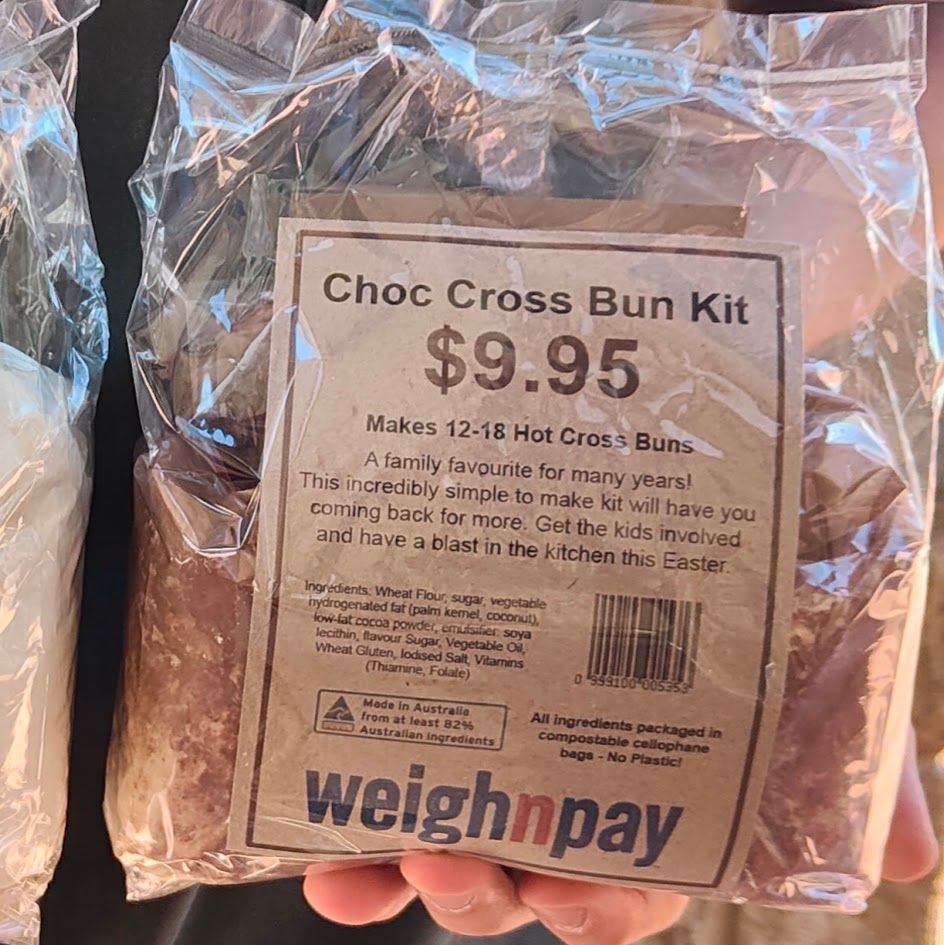 Choc Cross Bun Kit
$9.95
Makes 12-18 Hot Cross Buns
A family favourite for many years!
This incredibly simple to make kit will have you
coming back for more. Get the kids involved
and have a blast in the kitchen this Easter.
Ingredients: Wheat Flour, sugar, vegetable
hydrogenated fat (palm kernel, coconut),
low-fat cocoa powder, emulsifier: soya
lecithin, flavour Sugar, Vegetable Oil,
Wheat Gluten, Iodised Salt, Vitamins
(Thiamine, Folate)
0 999100 005353
Made in Australia
from at least 82%
Australian Ingredients
All ingredients packaged in
compostable cellophane
bags - No Plastic!
weighnpay